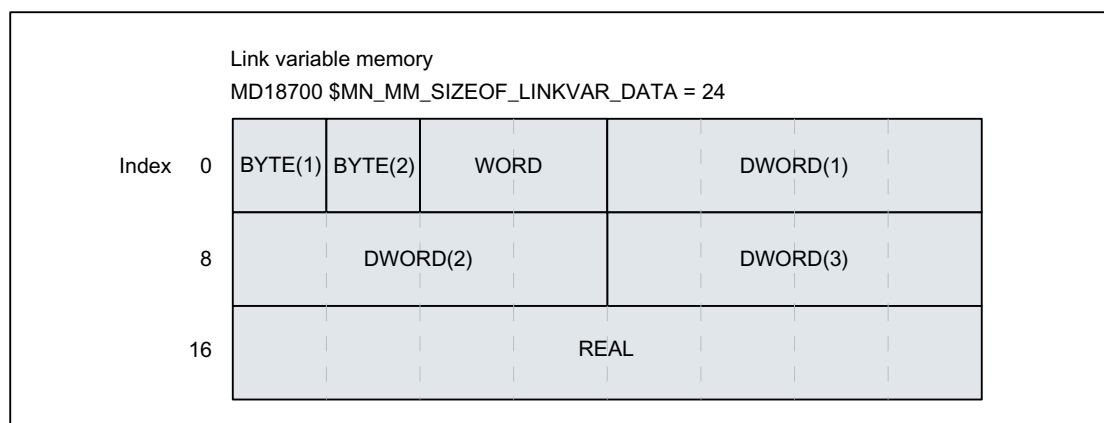 Link variable memory
MD18700 $MN_MM_SIZEOF_LINKVAR_DATA = 24
Index 0 BYTE(1) BYTE(2) WORD DWORD(1)
8 DWORD(2) DWORD(3)
16 REAL